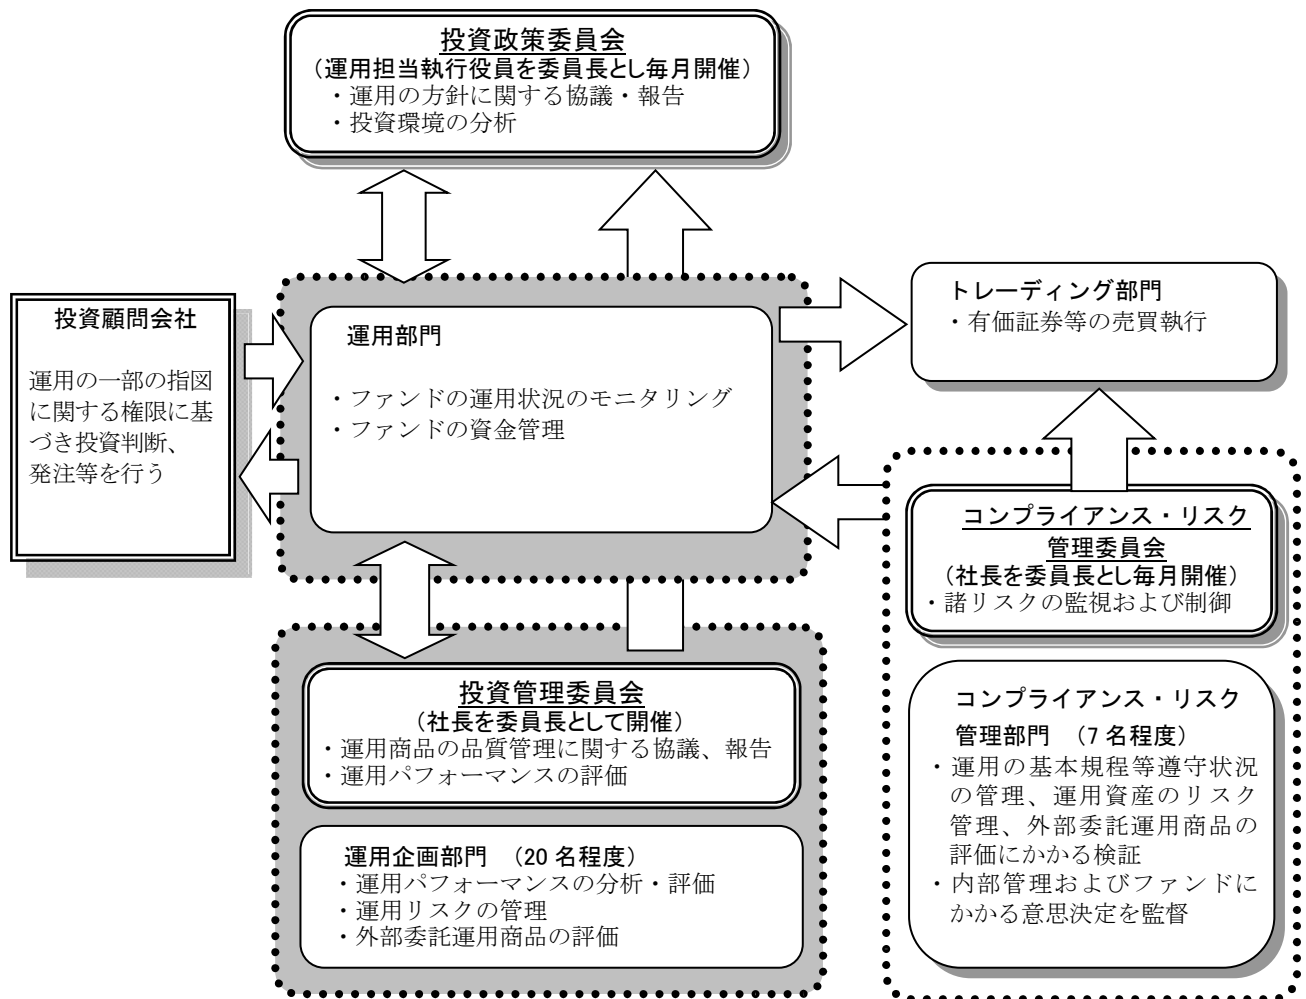 投資政策委員会
（運用担当執行役員を委員長とし毎月開催）
・運用の方針に関する協議・報告
・投資環境の分析
投資顧問会社
運用の一部の指図
に関する権限に基
づき投資判断、
発注等を行う
運用部門
・ファンドの運用状況のモニタリング
・ファンドの資金管理
トレーディング部門
・有価証券等の売買執行
コンプライアンス・リスク
管理委員会
（社長を委員長とし毎月開催）
・諸リスクの監視および制御
投資管理委員会
（社長を委員長として開催）
・運用商品の品質管理に関する協議、報告
・運用パフォーマンスの評価
運用企画部門　（20 名程度）
・運用パフォーマンスの分析・評価
・運用リスクの管理
・外部委託運用商品の評価
コンプライアンス・リスク
管理部門　（7 名程度）
・運用の基本規程等遵守状況
の管理、運用資産のリスク
管理、外部委託運用商品の
評価にかかる検証
・内部管理およびファンドに
かかる意思決定を監督